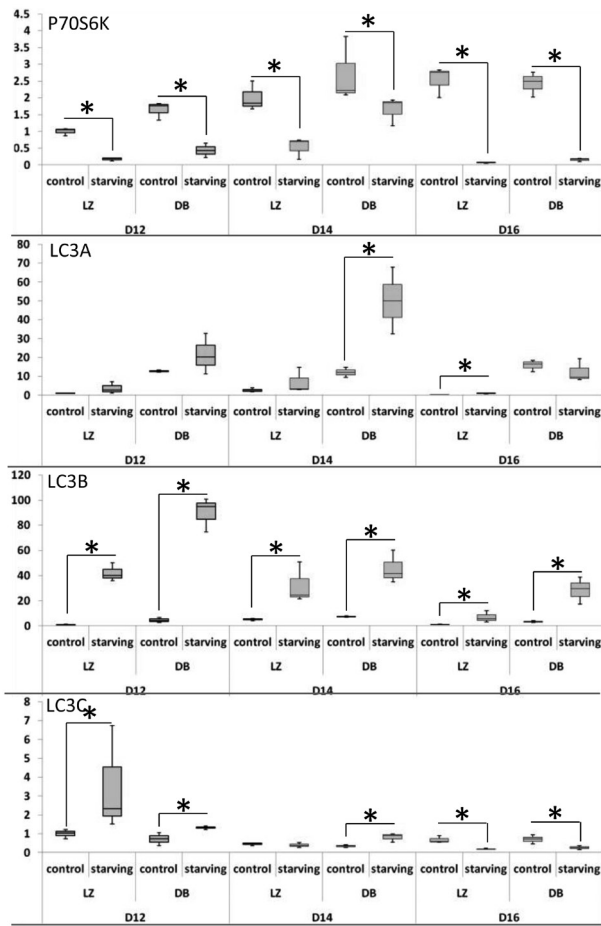 P70S6K
4.5
4
3.5
3
2.5
2
1.5
1
0.5
0
* * * * * *
control starving control starving control starving control starving control starving control starving
LZ DB LZ DB LZ DB
D12 D14 D16
LC3A
80
70
60
50
40
30
20
10
0
* *
control starving control starving control starving control starving control starving control starving
LZ DB LZ DB LZ DB
D12 D14 D16
LC3B
120
100
80
60
40
20
0
* * * * * *
control starving control starving control starving control starving control starving control starving
LZ DB LZ DB LZ DB
D12 D14 D16
LC3C
8
7
6
5
4
3
2
1
0
* * * * *
control starving control starving control starving control starving control starving control starving
LZ DB LZ DB LZ DB
D12 D14 D16